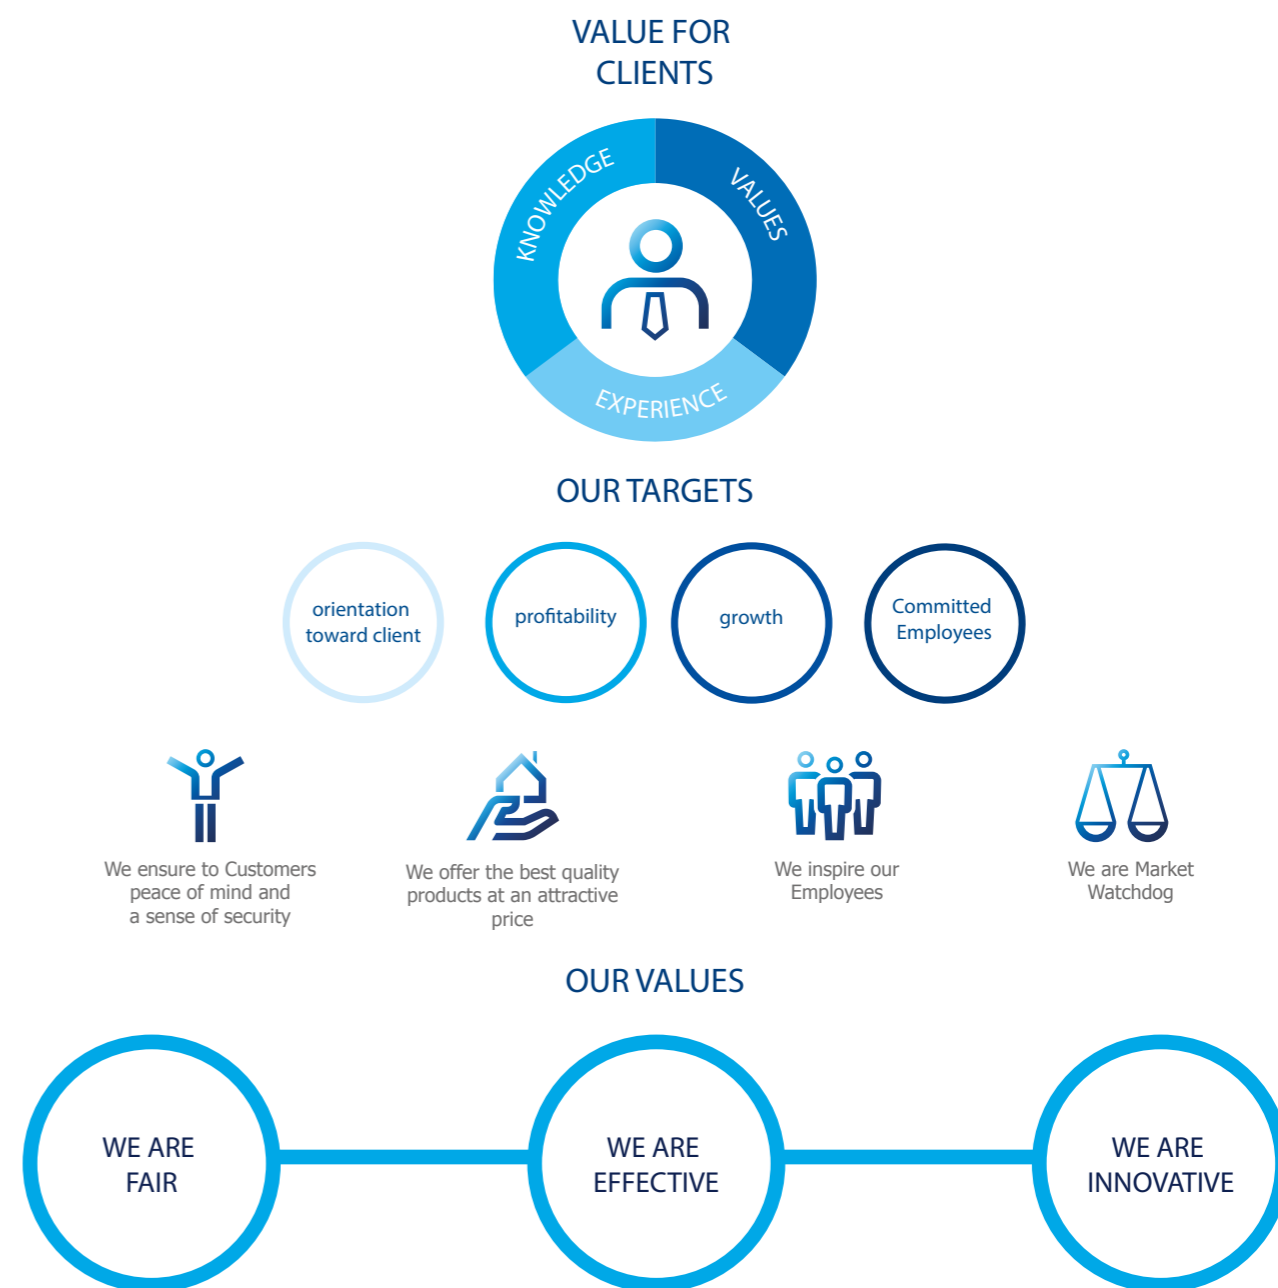 VALUE FOR
CLIENTS
KNOWLEDGE
VALUES
EXPERIENCE
OUR TARGETS
orientation
toward client
profitability
growth
Committed
Employees
We ensure to Customers
peace of mind and
a sense of security
We offer the best quality
products at an attractive
price
We inspire our
Employees
We are Market
Watchdog
OUR VALUES
WE ARE
FAIR
WE ARE
EFFECTIVE
WE ARE
INNOVATIVE